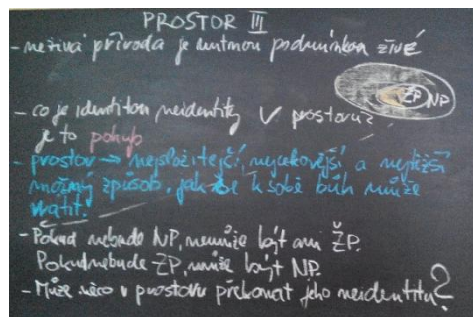 PROSTOR III
- neživá příroda je nutnou podmínkou živé
ŽP NP
- co je identitou neidentity v prostoru?
je to pohyb
- prostor → nejsložitější, nejcelovější a nejtěžší
možný způsob, jak se k sobě bůh může
vrátit.
- Pokud nebude NP, nemůže být ani ŽP.
Pokud nebude ŽP, může být NP.
- Může něco v prostoru překonat jeho neidentitu?